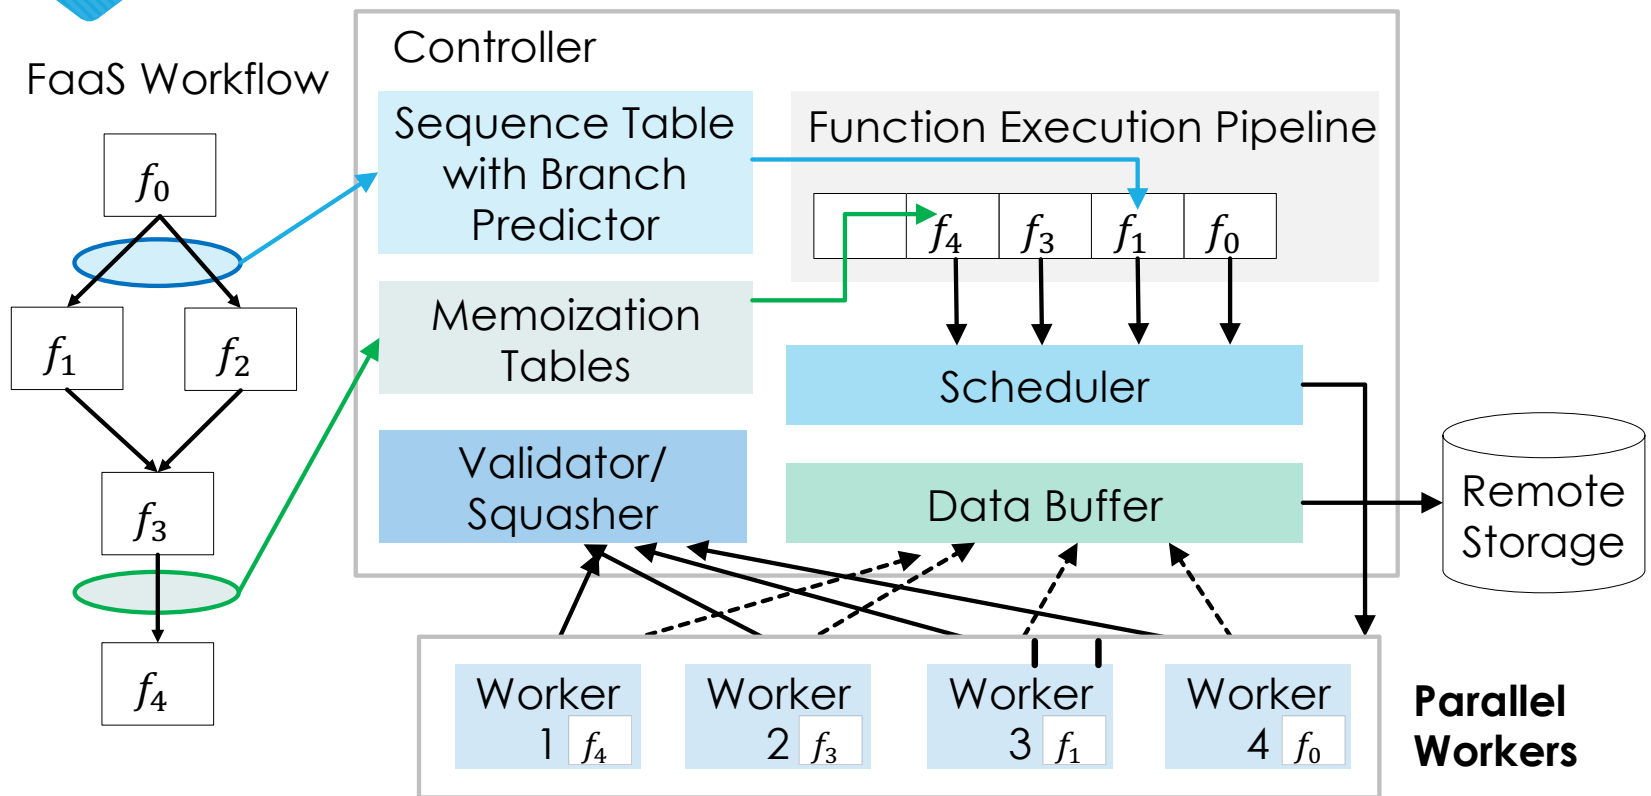 Controller
FaaS Workflow
Sequence Table
with Branch
Predictor
Function Execution Pipeline
f₀
f₄
f₃
f₁
f₀
Memoization
Tables
f₁
f₂
Scheduler
Validator/
Squasher
Data Buffer
Remote
Storage
f₃
f₄
Worker
1 f₄
Worker
2 f₃
Worker
3 f₁
Worker
4 f₀
Parallel
Workers